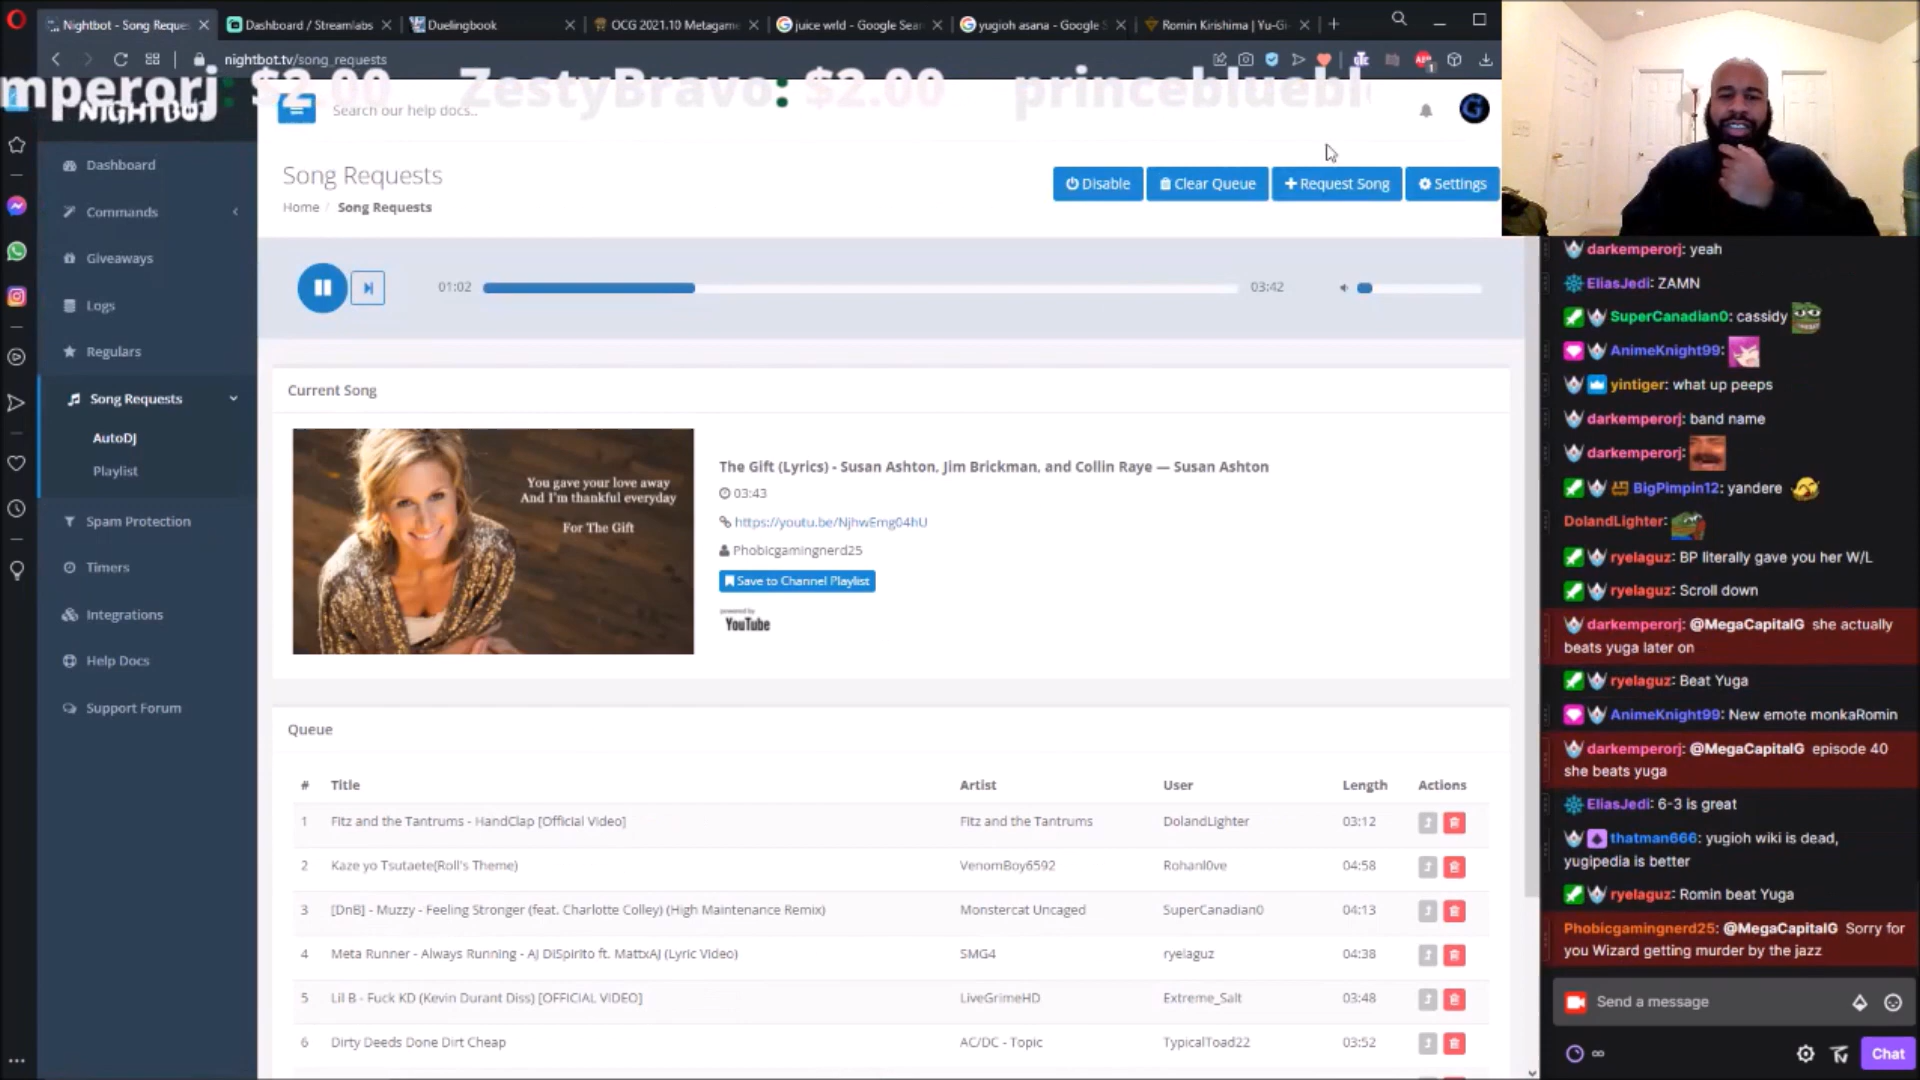 Nightbot - Song Reque
Dashboard / Streamlabs
Duelingbook
OCG 2021.10 Metagame
juice wrld - Google Sear
yugioh asana - Google S
Romin Kirishima | Yu-Gi
nightbot.tv/song_requests
mperorj: $2.00 ZestyBravo: $2.00 princebluebl
NIGHTBOT
Search our help docs..
Dashboard
Commands
Giveaways
Logs
Regulars
Song Requests
AutoDJ
Playlist
Spam Protection
Timers
Integrations
Help Docs
Support Forum
Song Requests
Home / Song Requests
Disable
Clear Queue
Request Song
Settings
01:02
03:42
Current Song
You gave your love away
And I'm thankful everyday
For The Gift
The Gift (Lyrics) - Susan Ashton, Jim Brickman, and Collin Raye — Susan Ashton
03:43
https://youtu.be/NjhwEmg04hU
Phobicgamingnerd25
Save to Channel Playlist
powered by
YouTube
Queue
# Title Artist User Length Actions
1 Fitz and the Tantrums - HandClap [Official Video] Fitz and the Tantrums DolandLighter 03:12
2 Kaze yo Tsutaete(Roll's Theme) VenomBoy6592 Rohanl0ve 04:58
3 [DnB] - Muzzy - Feeling Stronger (feat. Charlotte Colley) (High Maintenance Remix) Monstercat Uncaged SuperCanadian0 04:13
4 Meta Runner - Always Running - AJ DiSpirito ft. MattxAJ (Lyric Video) SMG4 ryelaguz 04:38
5 Lil B - Fuck KD (Kevin Durant Diss) [OFFICIAL VIDEO] LiveGrimeHD Extreme_Salt 03:48
6 Dirty Deeds Done Dirt Cheap AC/DC - Topic TypicalToad22 03:52
darkemperorj: yeah
EliasJedi: ZAMN
SuperCanadian0: cassidy
AnimeKnight99:
yintiger: what up peeps
darkemperorj: band name
darkemperorj:
BigPimpin12: yandere
DolandLighter:
ryelaguz: BP literally gave you her W/L
ryelaguz: Scroll down
darkemperorj: @MegaCapitalG she actually
beats yuga later on
ryelaguz: Beat Yuga
AnimeKnight99: New emote monkaRomin
darkemperorj: @MegaCapitalG episode 40
she beats yuga
EliasJedi: 6-3 is great
thatman666: yugioh wiki is dead,
yugipedia is better
ryelaguz: Romin beat Yuga
Phobicgamingnerd25: @MegaCapitalG Sorry for
you Wizard getting murder by the jazz
Send a message
Chat